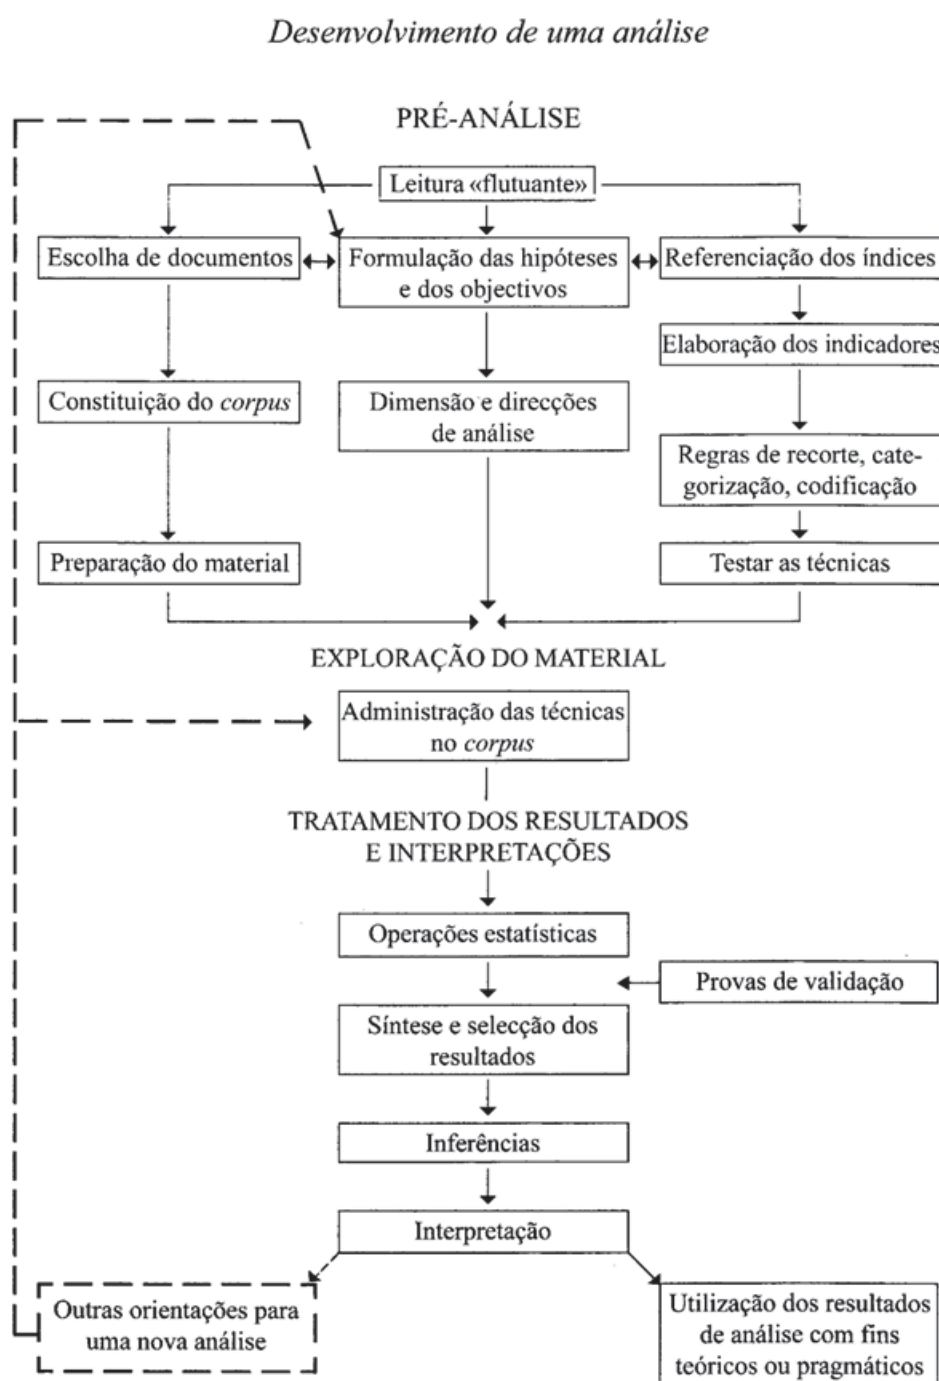 Desenvolvimento de uma análise
PRÉ-ANÁLISE
Leitura «flutuante»
Escolha de documentos
Formulação das hipóteses
e dos objectivos
Referenciação dos índices
Elaboração dos indicadores
Constituição do corpus
Dimensão e direcções
de análise
Regras de recorte, cate-
gorização, codificação
Preparação do material
Testar as técnicas
EXPLORAÇÃO DO MATERIAL
Administração das técnicas
no corpus
TRATAMENTO DOS RESULTADOS
E INTERPRETAÇÕES
Operações estatísticas
Provas de validação
Síntese e selecção dos
resultados
Inferências
Interpretação
Outras orientações para
uma nova análise
Utilização dos resultados
de análise com fins
teóricos ou pragmáticos